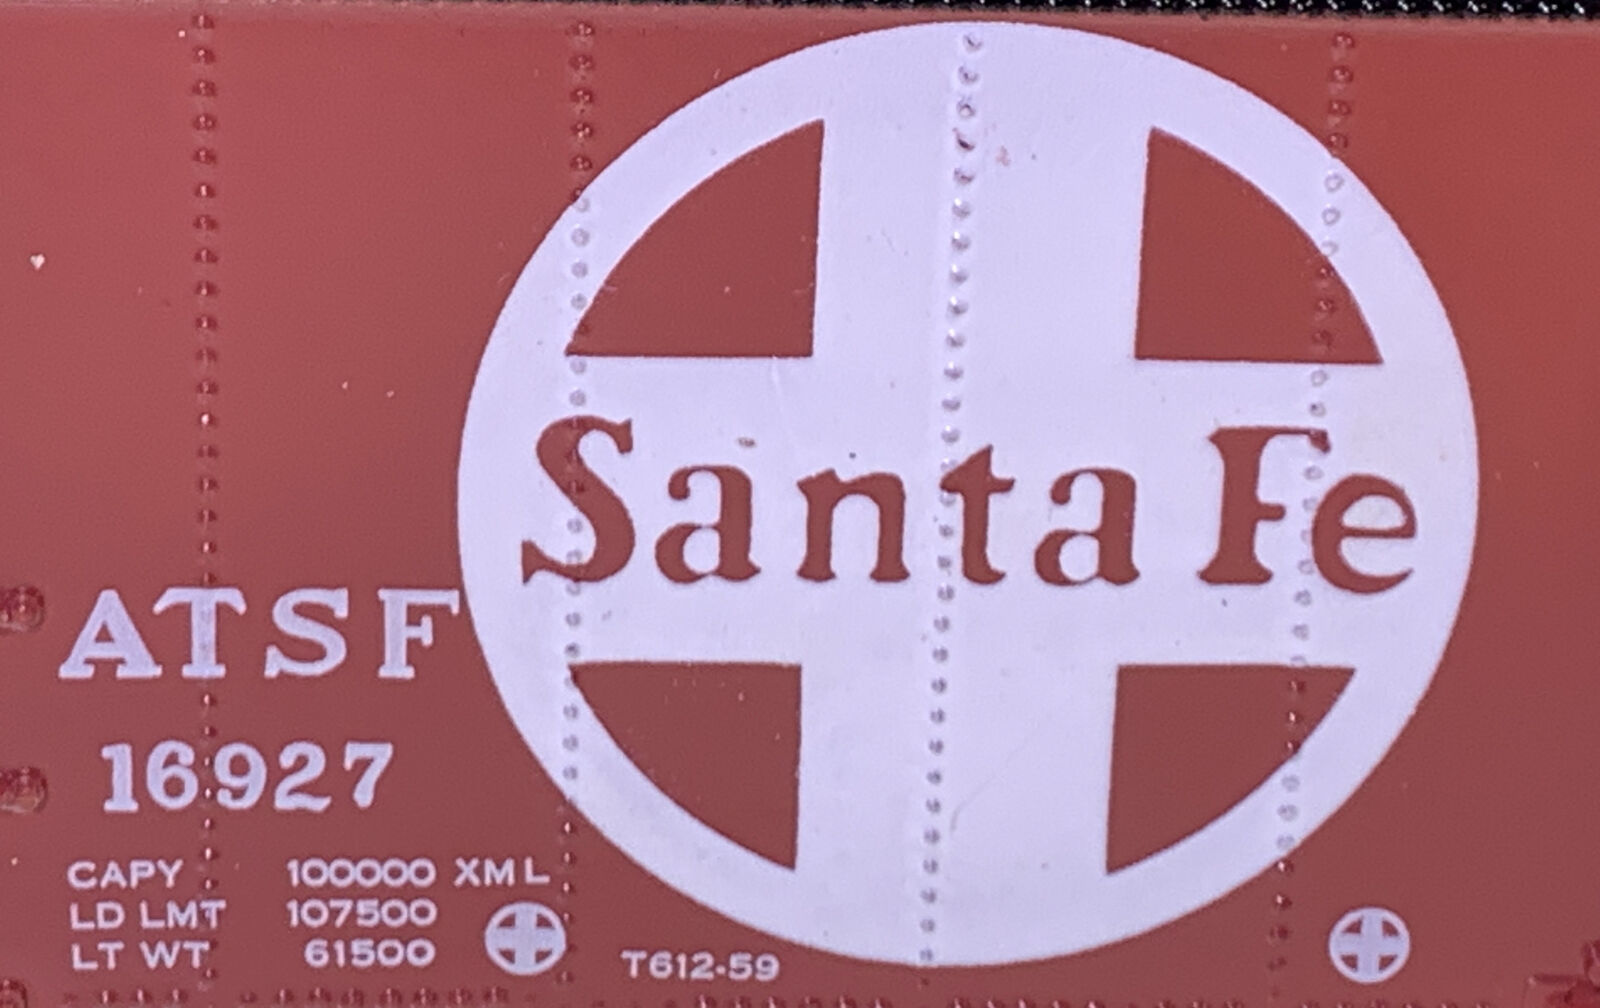 Santa Fe
ATSF
16927
CAPY 100000 XML
LD LMT 107500
LT WT 61500
T612-59